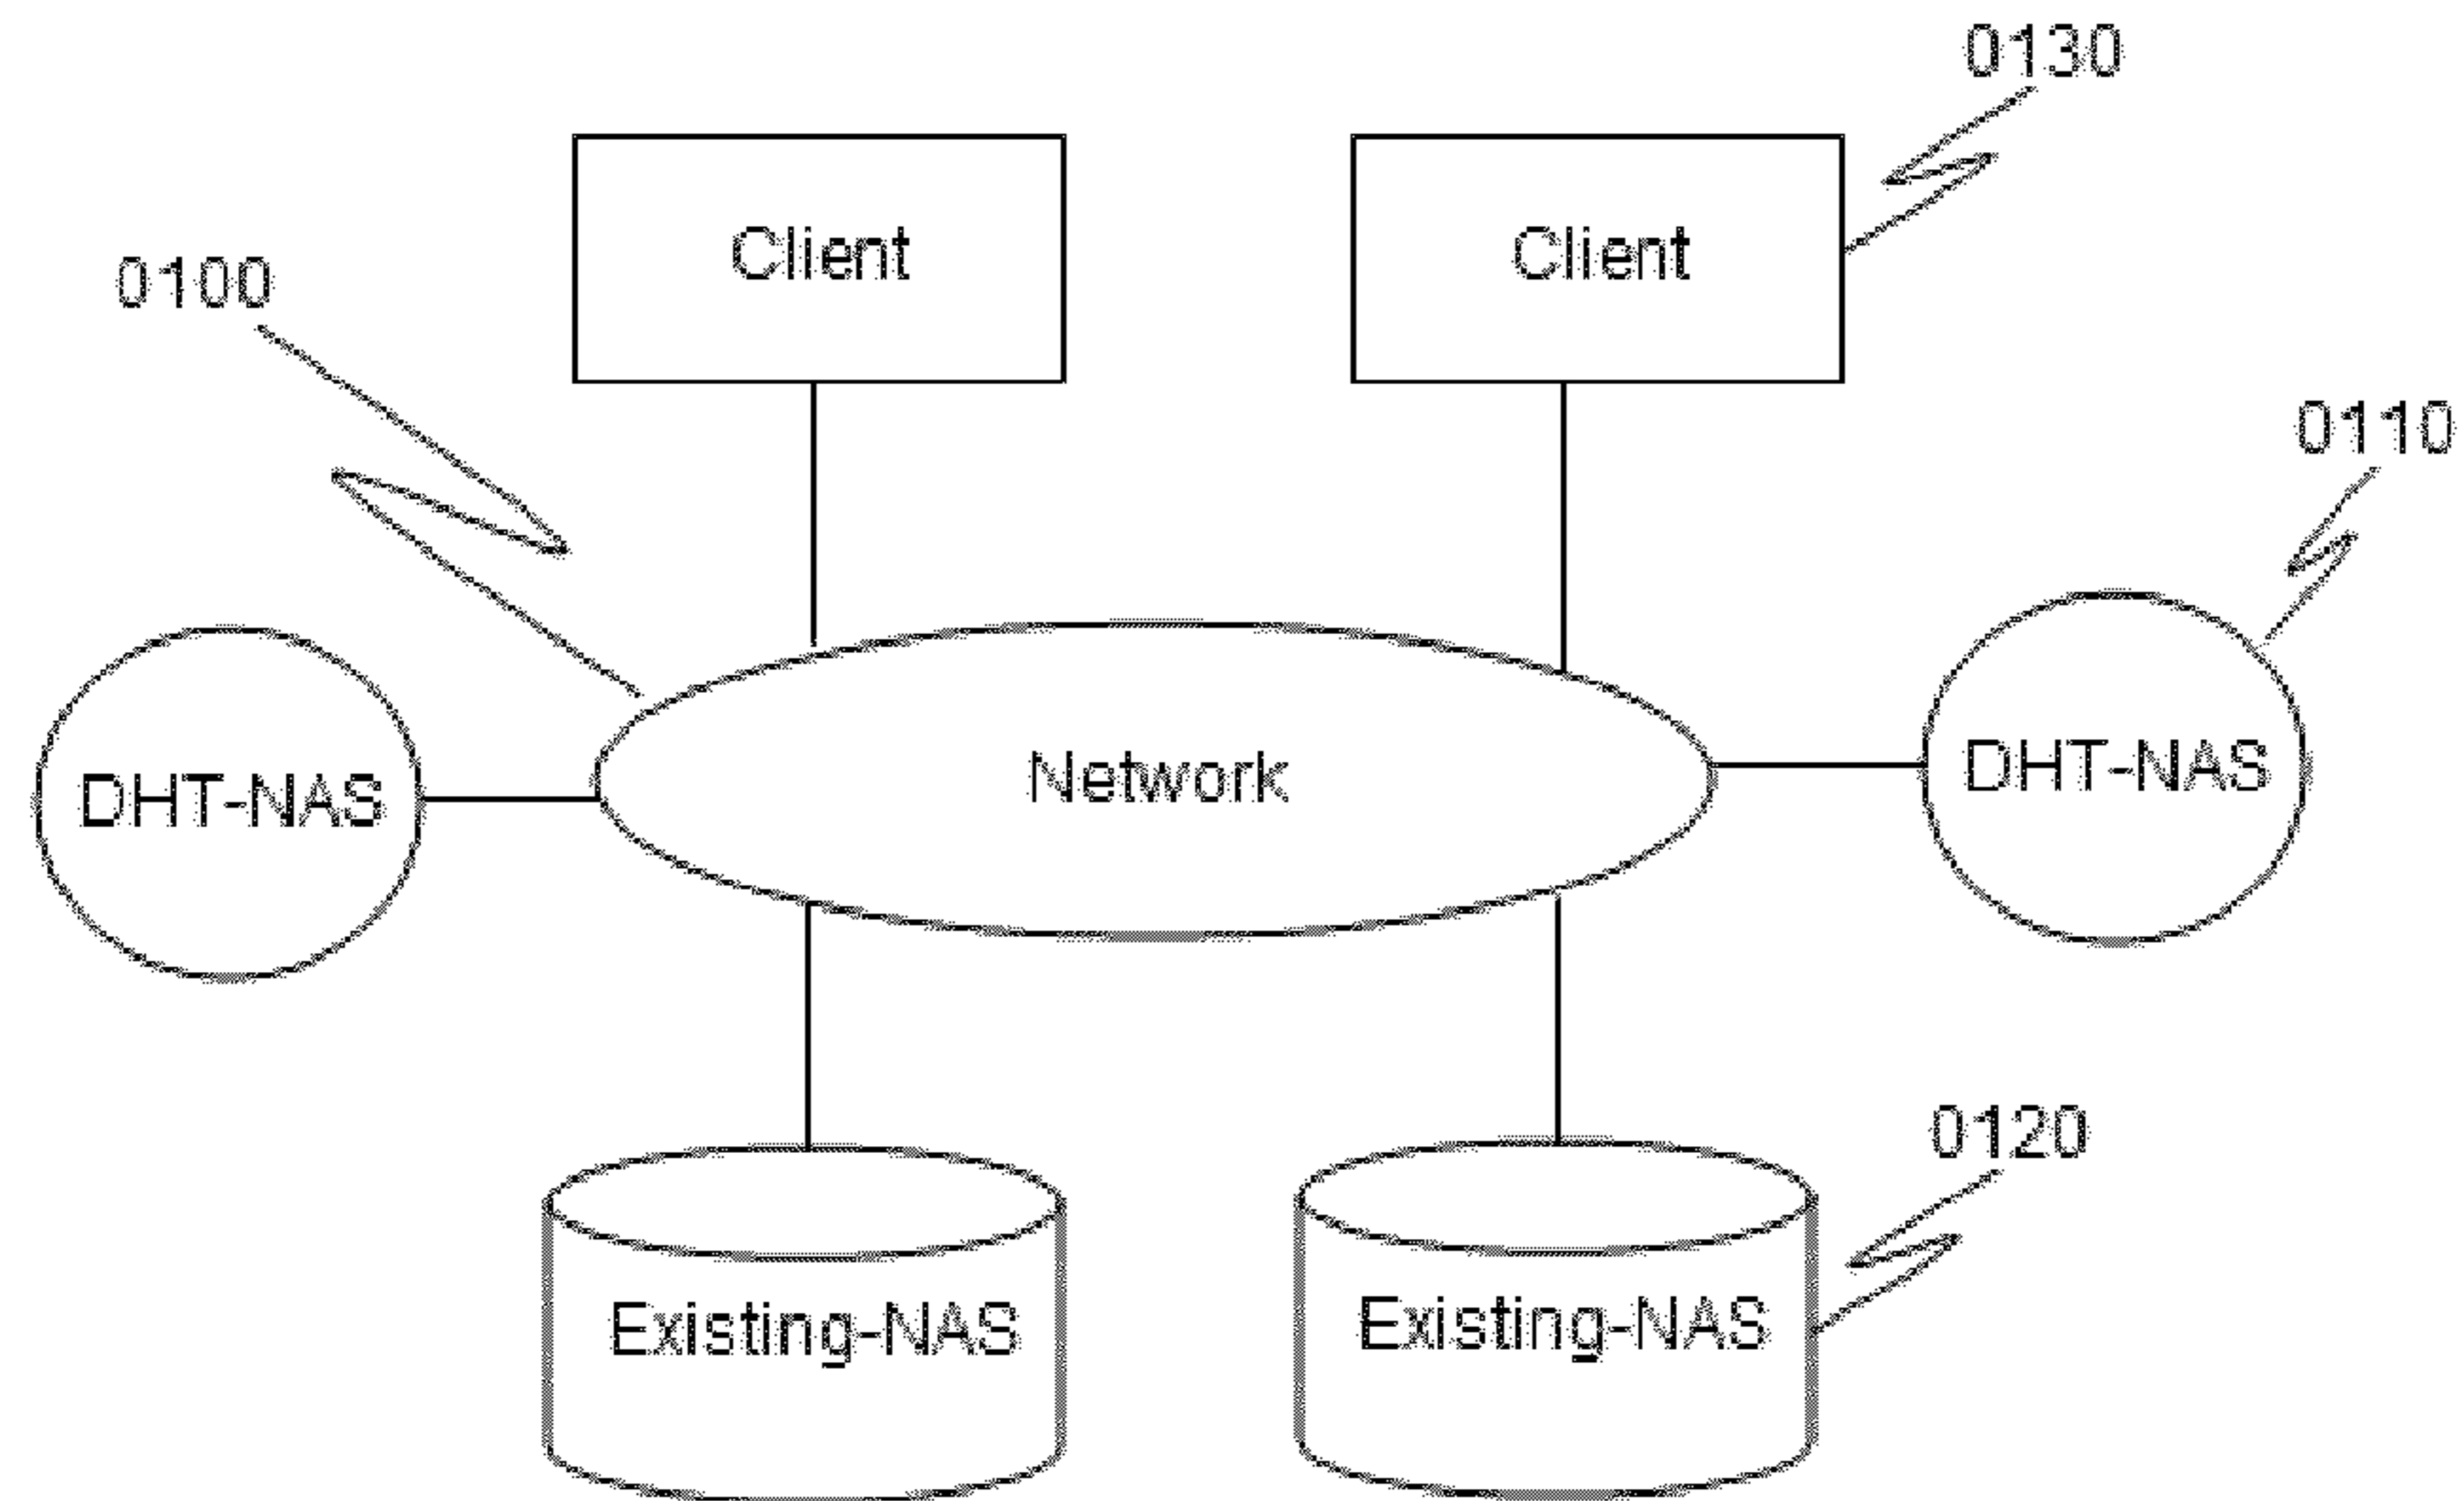 0130
Client
Client
0100
0110
DHT-NAS
Network
DHT-NAS
0120
Existing-NAS
Existing-NAS